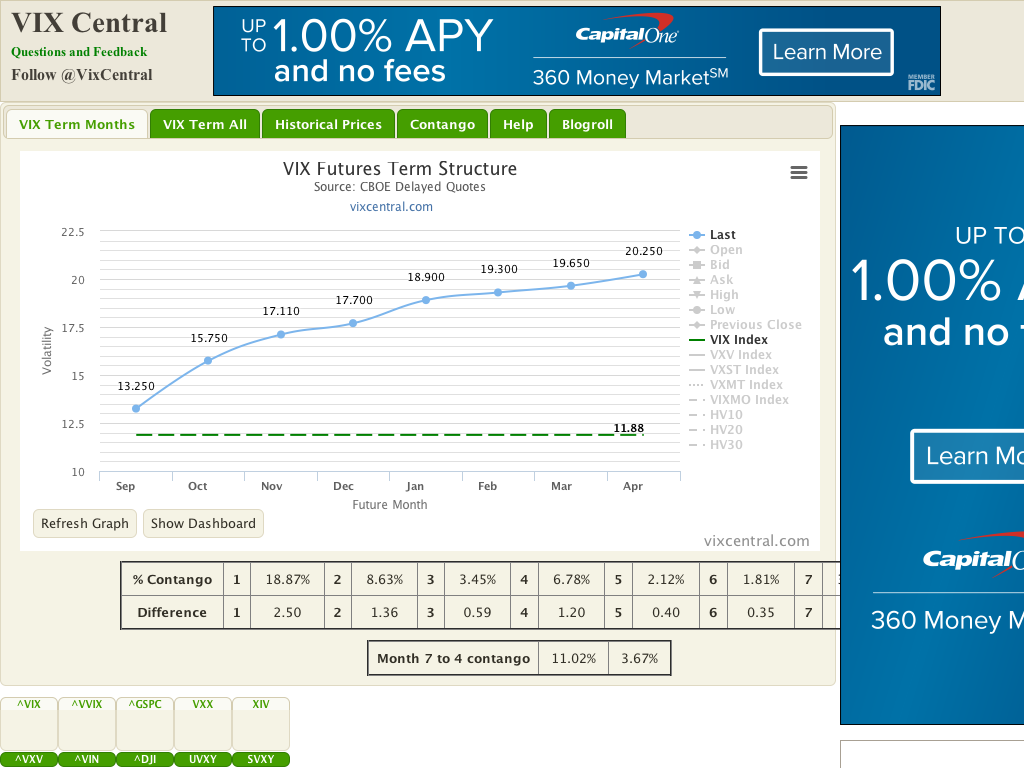 VIX Central
Questions and Feedback
Follow @VixCentral
UP TO 1.00% APY
and no fees
CapitalOne
360 Money Market SM
Learn More
MEMBER
FDIC
VIX Term Months VIX Term All Historical Prices Contango Help Blogroll
VIX Futures Term Structure
Source: CBOE Delayed Quotes
vixcentral.com
Volatility
22.5
20
17.5
15
12.5
10
13.250
15.750
17.110
17.700
18.900
19.300
19.650
20.250
11.88
Sep Oct Nov Dec Jan Feb Mar Apr
Future Month
Last
Open
Bid
Ask
High
Low
Previous Close
VIX Index
VXV Index
VXST Index
VXMT Index
VIXMO Index
HV10
HV20
HV30
Refresh Graph Show Dashboard
vixcentral.com
% Contango 1 18.87% 2 8.63% 3 3.45% 4 6.78% 5 2.12% 6 1.81% 7
Difference 1 2.50 2 1.36 3 0.59 4 1.20 5 0.40 6 0.35 7
Month 7 to 4 contango 11.02% 3.67%
^VIX ^VVIX ^GSPC VXX XIV
^VXV ^VIN ^DJI UVXY SVXY
UP TO
1.00%
and no
Learn
Capital
360 Money